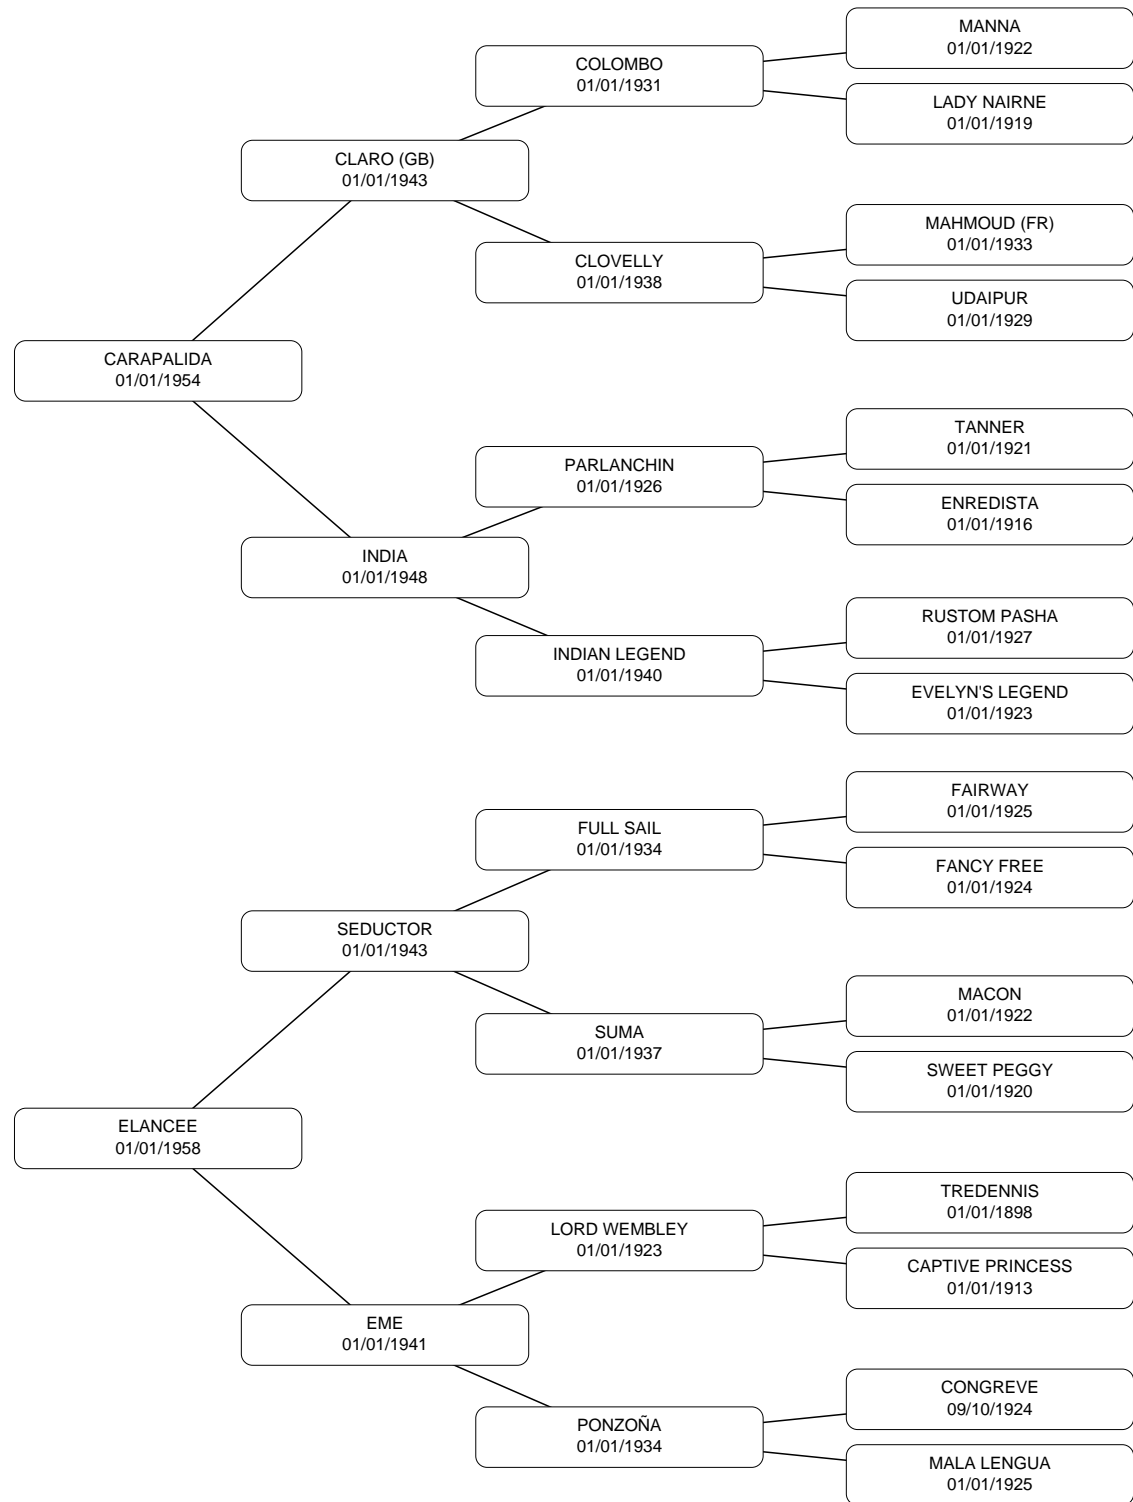 MANNA
01/01/1922
COLOMBO
01/01/1931
LADY NAIRNE
01/01/1919
CLARO (GB)
01/01/1943
MAHMOUD (FR)
01/01/1933
CLOVELLY
01/01/1938
UDAIPUR
01/01/1929
CARAPALIDA
01/01/1954
TANNER
01/01/1921
PARLANCHIN
01/01/1926
ENREDISTA
01/01/1916
INDIA
01/01/1948
RUSTOM PASHA
01/01/1927
INDIAN LEGEND
01/01/1940
EVELYN'S LEGEND
01/01/1923
FAIRWAY
01/01/1925
FULL SAIL
01/01/1934
FANCY FREE
01/01/1924
SEDUCTOR
01/01/1943
MACON
01/01/1922
SUMA
01/01/1937
SWEET PEGGY
01/01/1920
ELANCEE
01/01/1958
TREDENNIS
01/01/1898
LORD WEMBLEY
01/01/1923
CAPTIVE PRINCESS
01/01/1913
EME
01/01/1941
CONGREVE
09/10/1924
PONZOÑA
01/01/1934
MALA LENGUA
01/01/1925